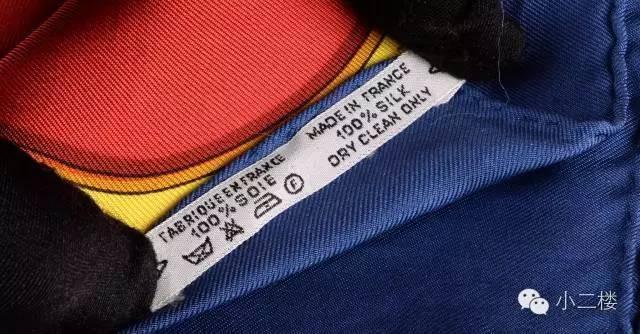 FABRIQUE EN FRANCE
100% SOIE
F
MADE IN FRANCE
100% SILK
DRY CLEAN ONLY
小二楼